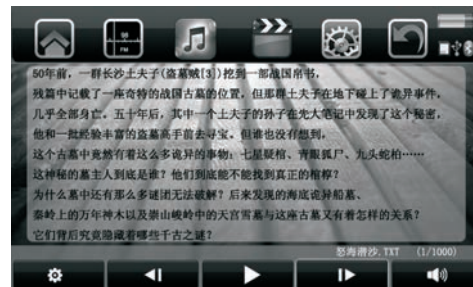 FM
50年前，一群长沙土夫子(盗墓贼[3])挖到一部战国帛书，
残篇中记载了一座奇特的战国古墓的位置，但那群土夫子在地下碰上了诡异事件，
几乎全部身亡。五十年后，其中一个土夫子的孙子在先大笔记中发现了这个秘密，
他和一批经验丰富的盗墓高手前去寻宝。但谁也没有想到，
这个古墓中竟然有着这么多诡异的事物：七星疑棺、青眼狐尸、九头蛇柏……
这神秘的墓主人到底是谁？他们到底能不能找到真正的棺椁？
为什么墓中还有那么多谜团无法破解？后来发现的海底诡异船墓、
秦岭上的万年神木以及崇山峻岭中的天宫雪墓与这座古墓又有着怎样的关系？
它们背后究竟隐藏着哪些千古之谜？
怒海潜沙.TXT (1/1000)